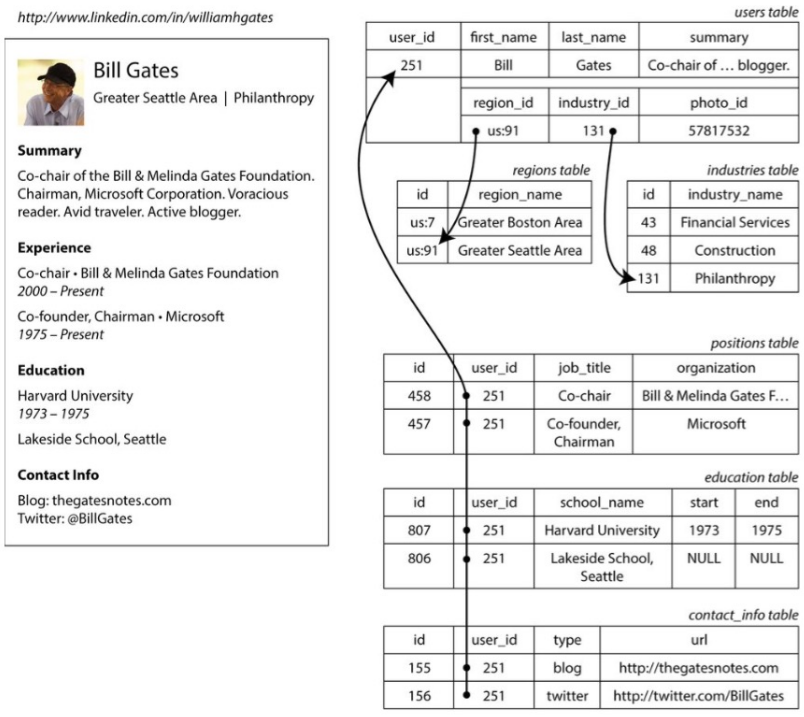 http://www.linkedin.com/in/williamhgates
Bill Gates
Greater Seattle Area | Philanthropy
Summary
Co-chair of the Bill & Melinda Gates Foundation.
Chairman, Microsoft Corporation. Voracious
reader. Avid traveler. Active blogger.
Experience
Co-chair • Bill & Melinda Gates Foundation
2000 – Present
Co-founder, Chairman • Microsoft
1975 – Present
Education
Harvard University
1973 – 1975
Lakeside School, Seattle
Contact Info
Blog: thegatesnotes.com
Twitter: @BillGates
users table
user_id first_name last_name summary
251 Bill Gates Co-chair of … blogger.
region_id industry_id photo_id
us:91 131 57817532
regions table
id region_name
us:7 Greater Boston Area
us:91 Greater Seattle Area
industries table
id industry_name
43 Financial Services
48 Construction
131 Philanthropy
positions table
id user_id job_title organization
458 251 Co-chair Bill & Melinda Gates F…
457 251 Co-founder, Microsoft
Chairman
education table
id user_id school_name start end
807 251 Harvard University 1973 1975
806 251 Lakeside School, NULL NULL
Seattle
contact_info table
id user_id type url
155 251 blog http://thegatesnotes.com
156 251 twitter http://twitter.com/BillGates